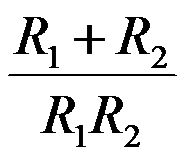 R₁ + R₂
R₁R₂